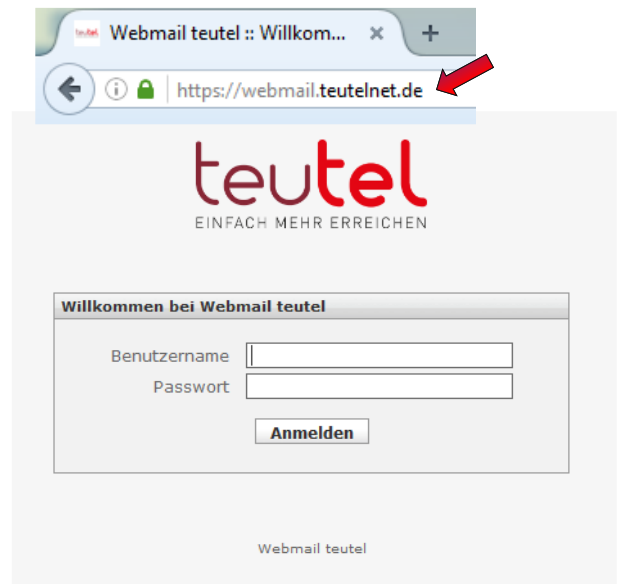 Webmail teutel :: Willkom...
https://webmail.teutelnet.de
teutel
EINFACH MEHR ERREICHEN
Willkommen bei Webmail teutel
Benutzername
Passwort
Anmelden
Webmail teutel